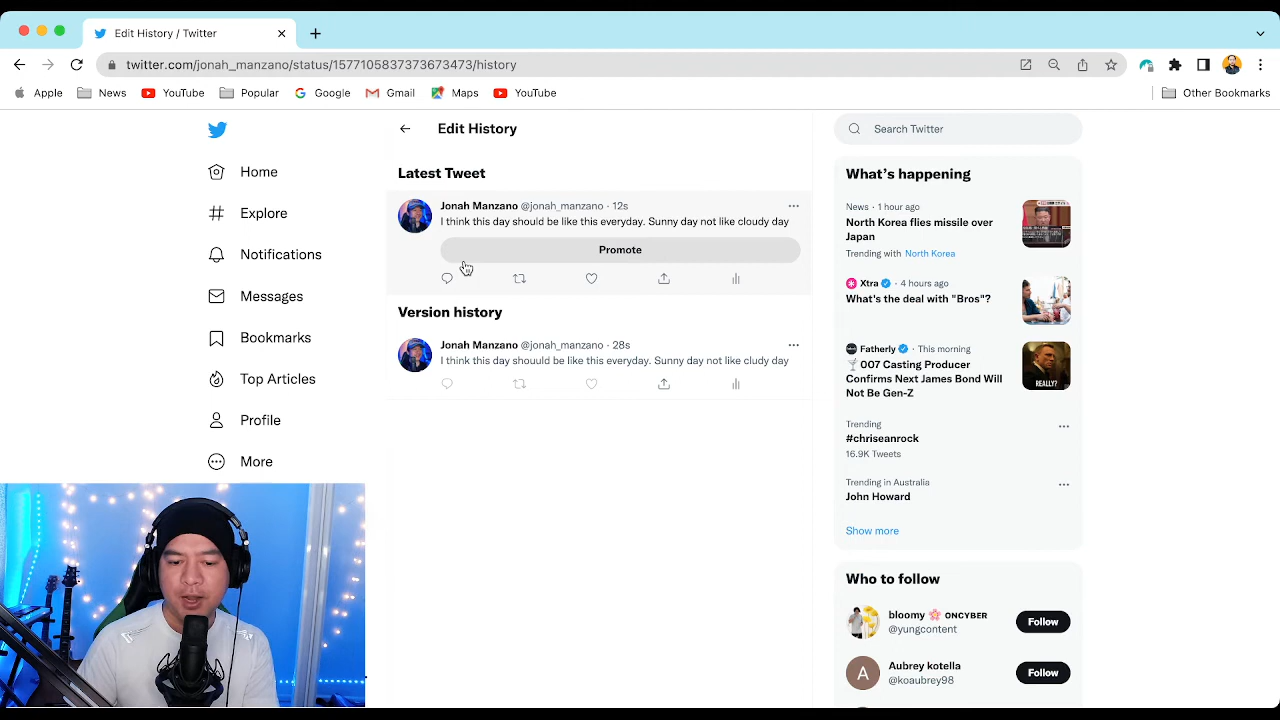 Edit History / Twitter
twitter.com/jonah_manzano/status/1577105837373673473/history
Apple News YouTube Popular Google Gmail Maps YouTube Other Bookmarks
Home
Explore
Notifications
Messages
Bookmarks
Top Articles
Profile
More
Edit History
Latest Tweet
Jonah Manzano @jonah_manzano · 12s
I think this day should be like this everyday. Sunny day not like cloudy day
Promote
Version history
Jonah Manzano @jonah_manzano · 28s
I think this day shouuld be like this everyday. Sunny day not like cludy day
Search Twitter
What's happening
News · 1 hour ago
North Korea flies missile over
Japan
Trending with North Korea
Xtra · 4 hours ago
What's the deal with "Bros"?
Fatherly · This morning
007 Casting Producer
Confirms Next James Bond Will
Not Be Gen-Z
REALLY?
Trending
#chriseanrock
16.9K Tweets
Trending in Australia
John Howard
Show more
Who to follow
bloomy ONCYBER
@yungcontent
Follow
A
Aubrey kotella
@koaubrey98
Follow